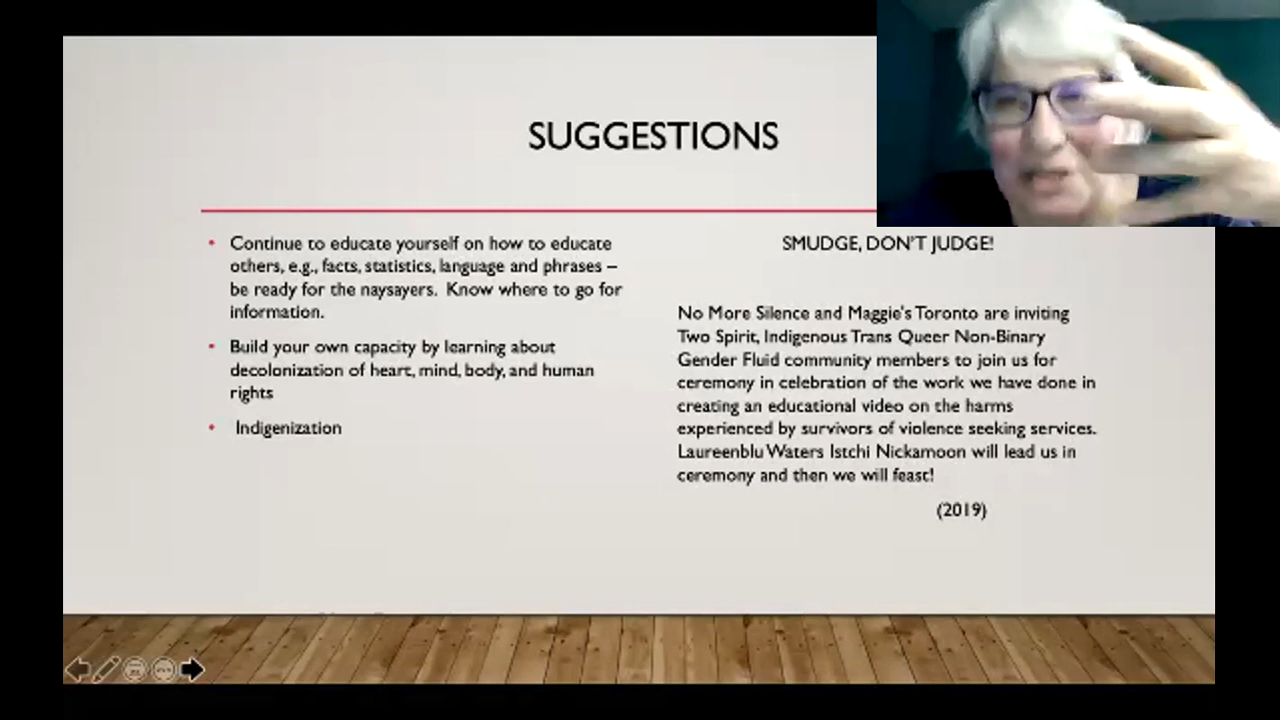 SUGGESTIONS
• Continue to educate yourself on how to educate
others, e.g., facts, statistics, language and phrases –
be ready for the naysayers.  Know where to go for
information.
• Build your own capacity by learning about
decolonization of heart, mind, body, and human
rights
• Indigenization
SMUDGE, DON'T JUDGE!
No More Silence and Maggie's Toronto are inviting
Two Spirit, Indigenous Trans Queer Non-Binary
Gender Fluid community members to join us for
ceremony in celebration of the work we have done in
creating an educational video on the harms
experienced by survivors of violence seeking services.
Laureenblu Waters Istchi Nickamoon will lead us in
ceremony and then we will feast!
(2019)